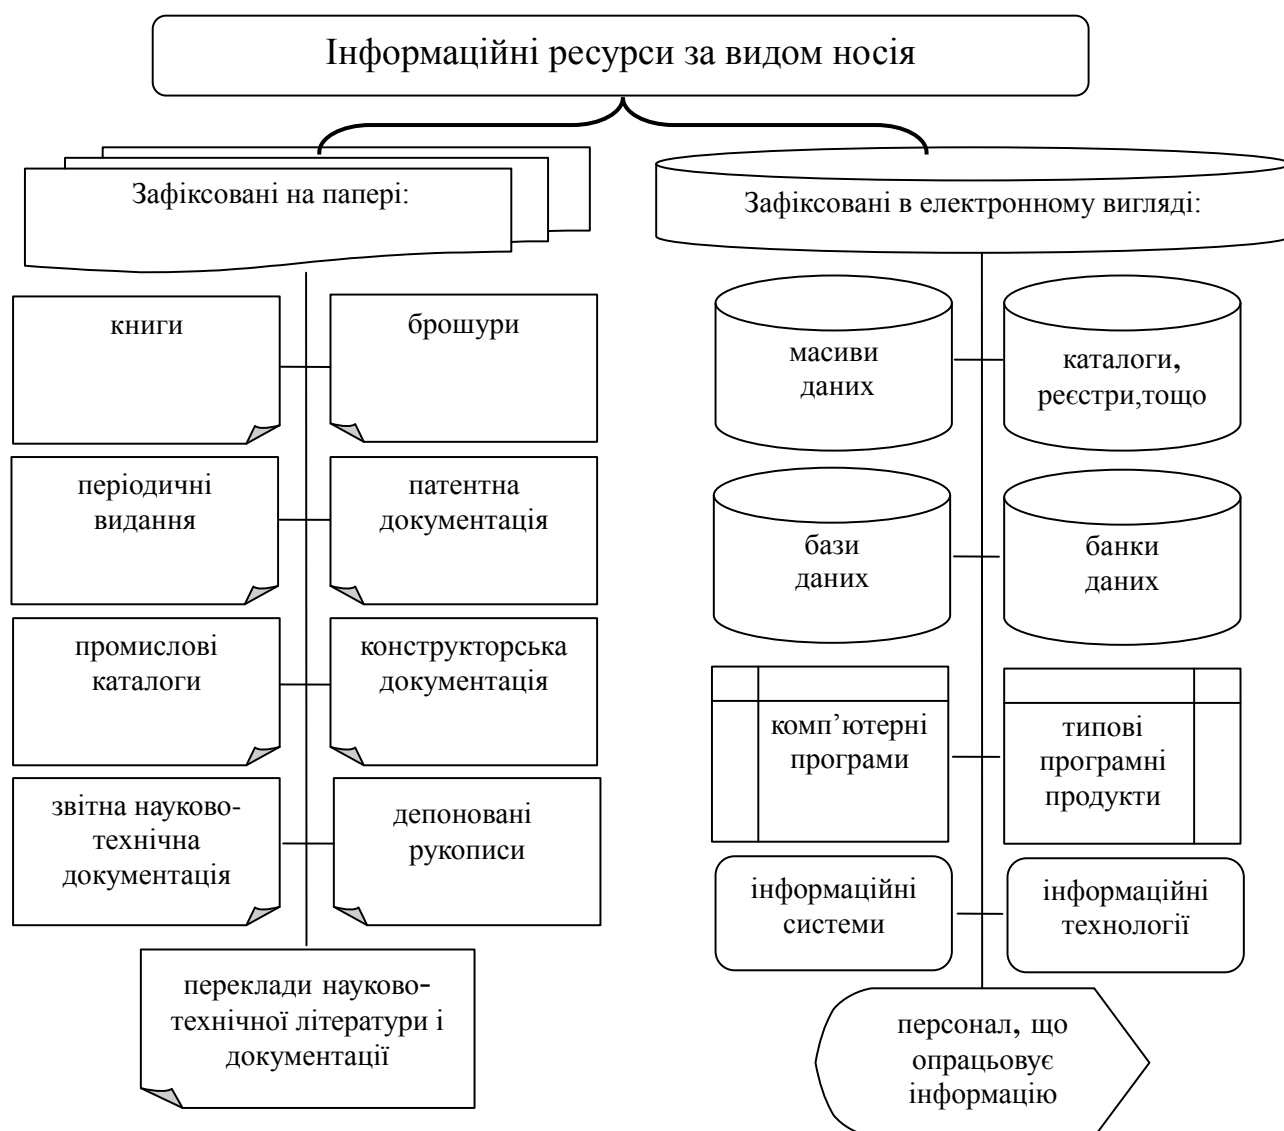 Інформаційні ресурси за видом носія
Зафіксовані на папері:
книги
брошури
періодичні
видання
патентна
документація
промислові
каталоги
конструкторська
документація
звітна науково-
технічна
документація
депоновані
рукописи
переклади науково-
технічної літератури і
документації
Зафіксовані в електронному вигляді:
масиви
даних
каталоги,
реєстри,тощо
бази
даних
банки
даних
комп’ютерні
програми
типові
програмні
продукти
інформаційні
системи
інформаційні
технології
персонал, що
опрацьовує
інформацію